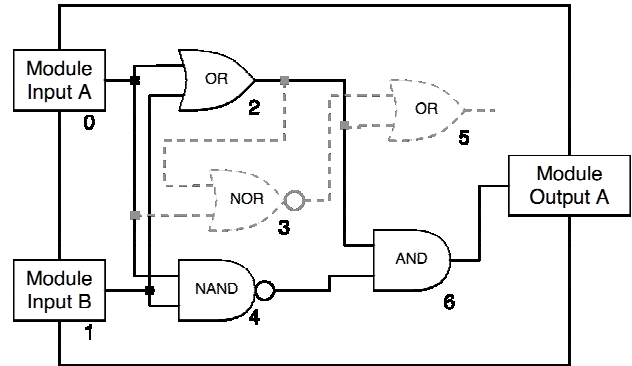 Module
Input A
0
OR
2
OR
5
NOR
3
Module
Output A
Module
Input B
1
NAND
4
AND
6